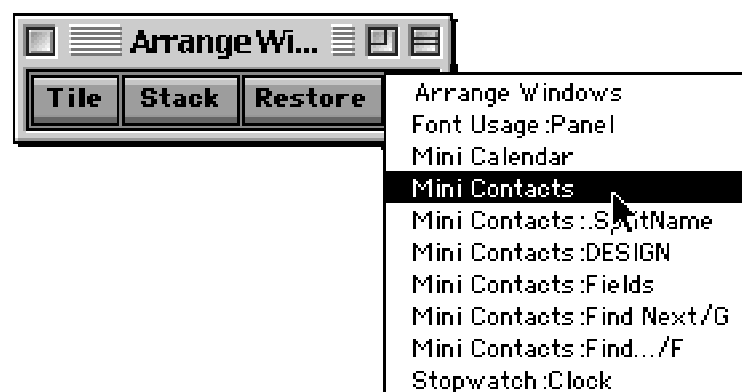 Arrange Wi...
Tile Stack Restore
Arrange Windows
Font Usage:Panel
Mini Calendar
Mini Contacts
Mini Contacts:.SplitName
Mini Contacts:DESIGN
Mini Contacts:Fields
Mini Contacts:Find Next/G
Mini Contacts:Find.../F
Stopwatch:Clock